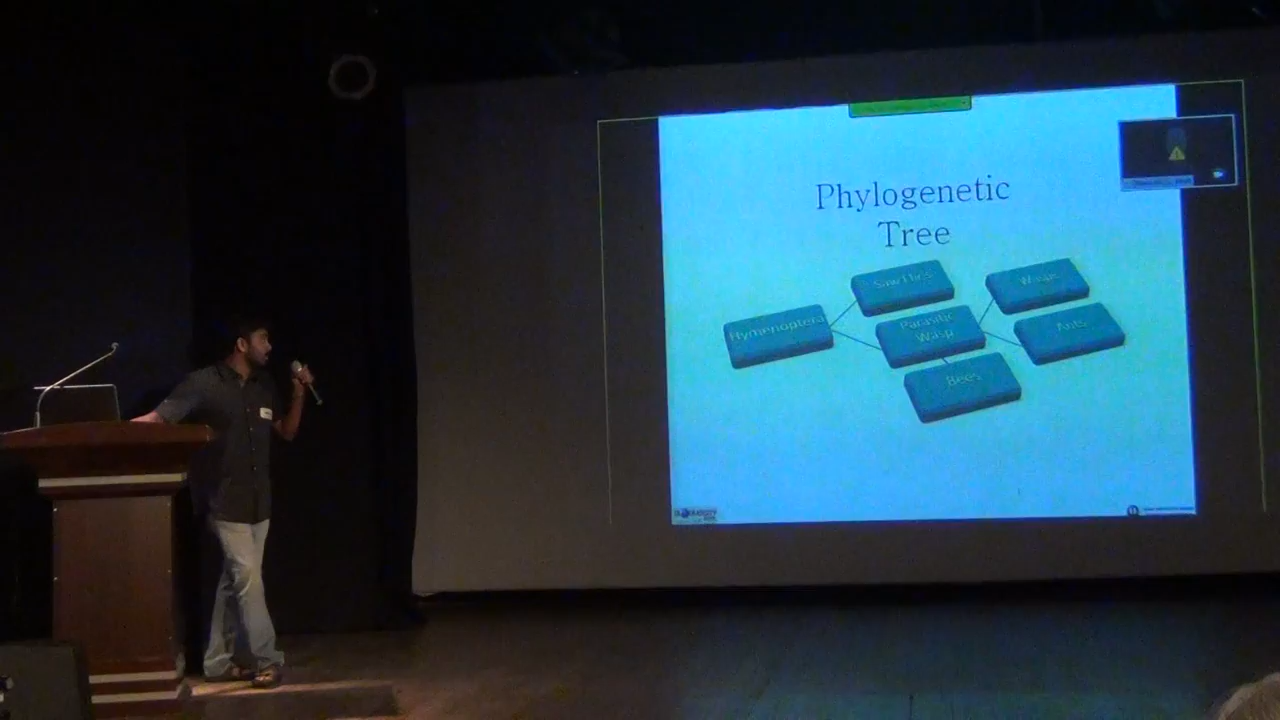 Phylogenetic
Tree
Sawflies
Wasps
Hymenoptera
Parasitic
Wasp
Ants
Bees